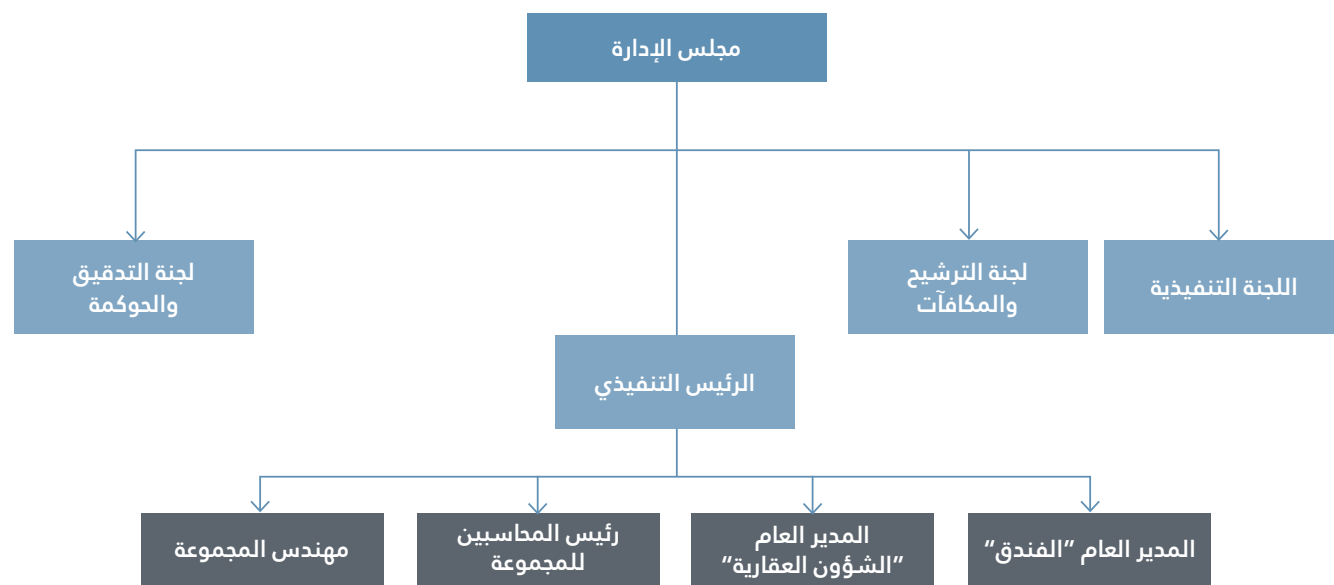 مجلس الإدارة
اللجنة التنفيذية
لجنة الترشيح
والمكافآت
لجنة التدقيق
والحوكمة
الرئيس التنفيذي
المدير العام "الفندق"
المدير العام
"الشؤون العقارية"
رئيس المحاسبين
للمجموعة
مهندس المجموعة